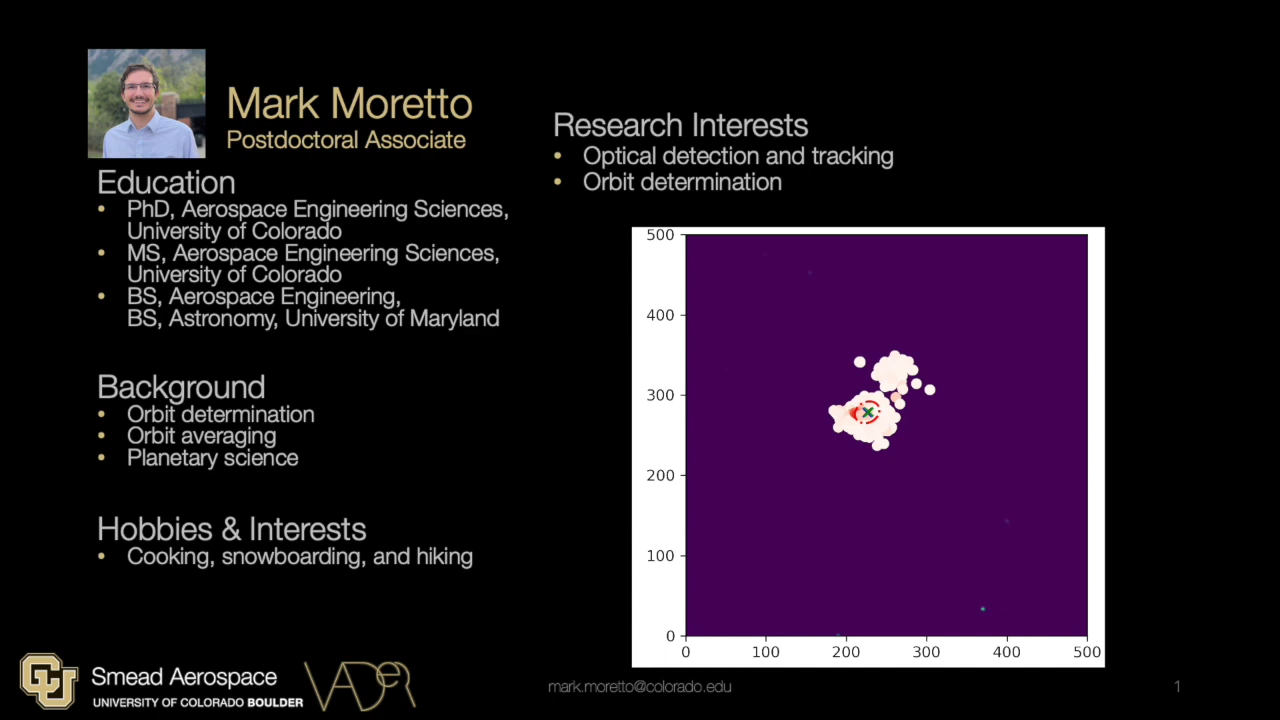 Mark Moretto
Postdoctoral Associate
Education
• PhD, Aerospace Engineering Sciences,
University of Colorado
• MS, Aerospace Engineering Sciences,
University of Colorado
• BS, Aerospace Engineering,
BS, Astronomy, University of Maryland
Background
• Orbit determination
• Orbit averaging
• Planetary science
Hobbies & Interests
• Cooking, snowboarding, and hiking
Research Interests
• Optical detection and tracking
• Orbit determination
500
400
300
200
100
0
0 100 200 300 400 500
CU
Smead Aerospace
UNIVERSITY OF COLORADO BOULDER
VADER
mark.moretto@colorado.edu
1